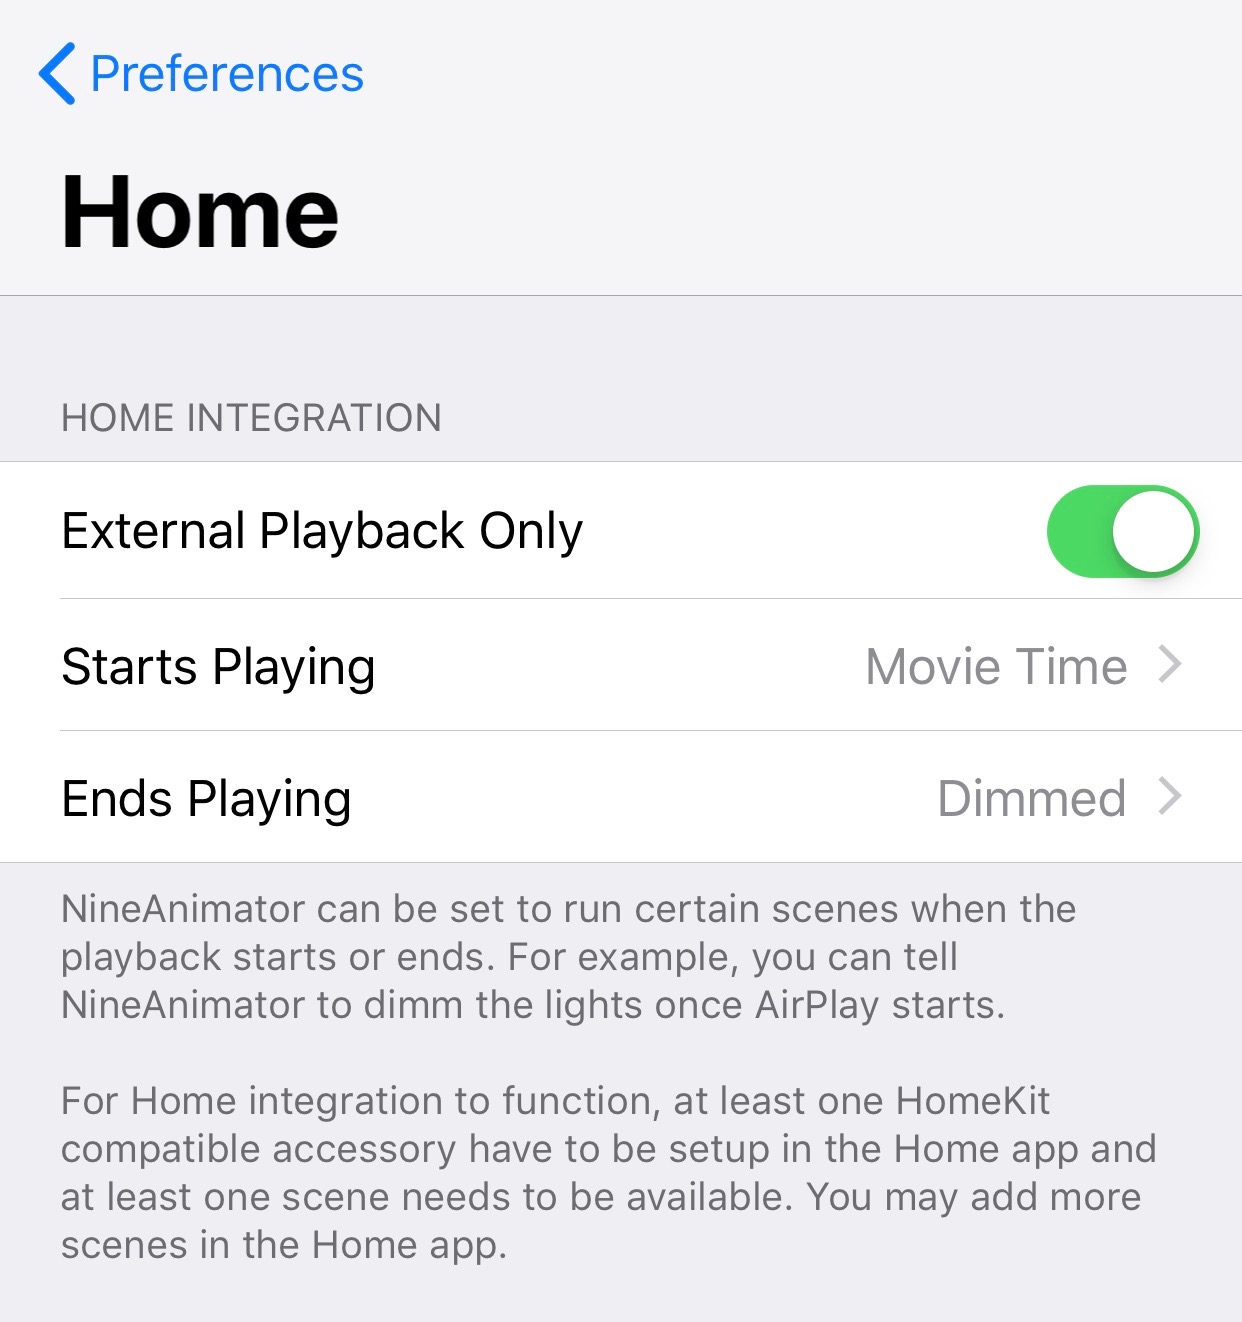 Preferences
Home
HOME INTEGRATION
External Playback Only
Starts Playing Movie Time
Ends Playing Dimmed
NineAnimator can be set to run certain scenes when the
playback starts or ends. For example, you can tell
NineAnimator to dimm the lights once AirPlay starts.
For Home integration to function, at least one HomeKit
compatible accessory have to be setup in the Home app and
at least one scene needs to be available. You may add more
scenes in the Home app.